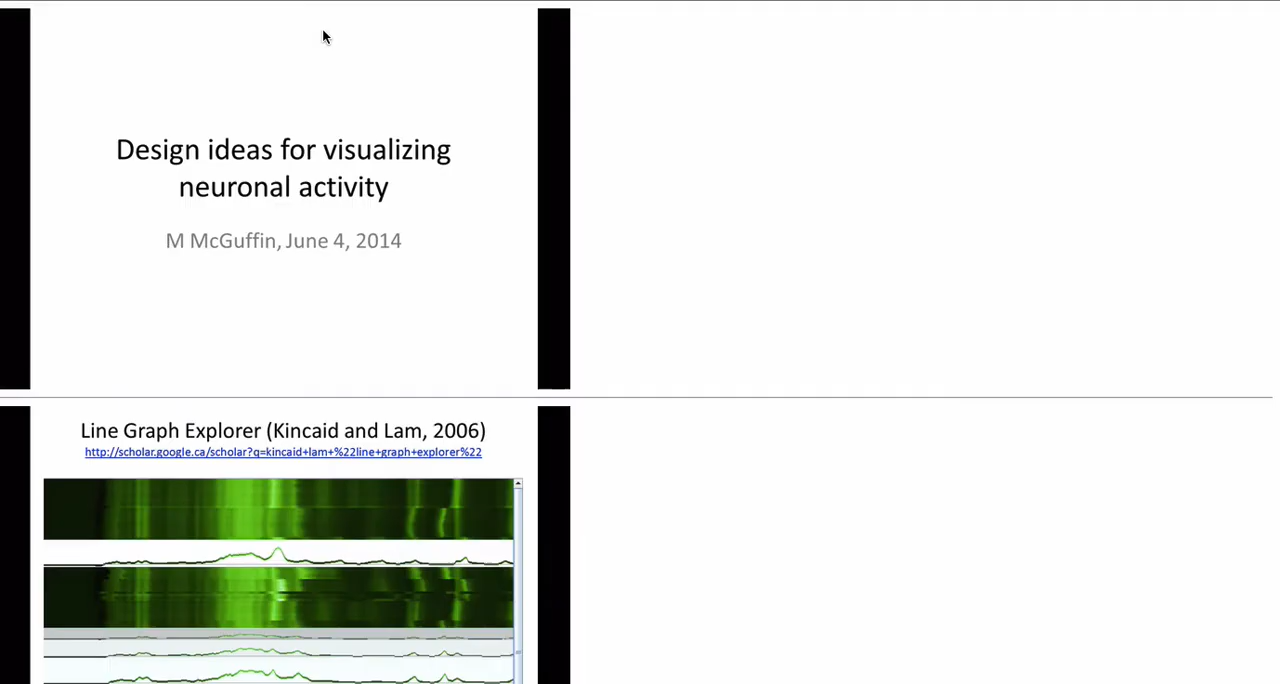 Design ideas for visualizing
neuronal activity
M McGuffin, June 4, 2014
Line Graph Explorer (Kincaid and Lam, 2006)
http://scholar.google.ca/scholar?q=kincaid+lam+%22line+graph+explorer%22